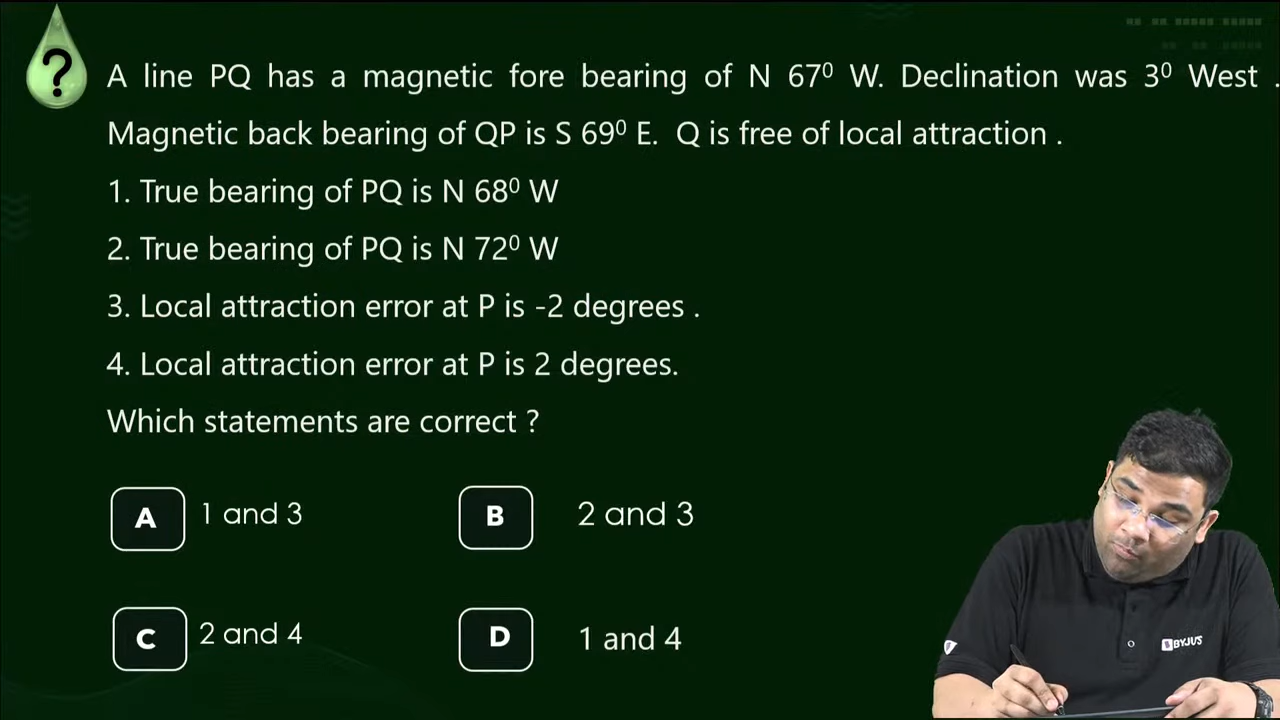 ?
A line PQ has a magnetic fore bearing of N 67⁰ W. Declination was 3⁰ West .
Magnetic back bearing of QP is S 69⁰ E. Q is free of local attraction .
1. True bearing of PQ is N 68⁰ W
2. True bearing of PQ is N 72⁰ W
3. Local attraction error at P is -2 degrees .
4. Local attraction error at P is 2 degrees.
Which statements are correct ?
A 1 and 3
B 2 and 3
C 2 and 4
D 1 and 4
BYJU'S